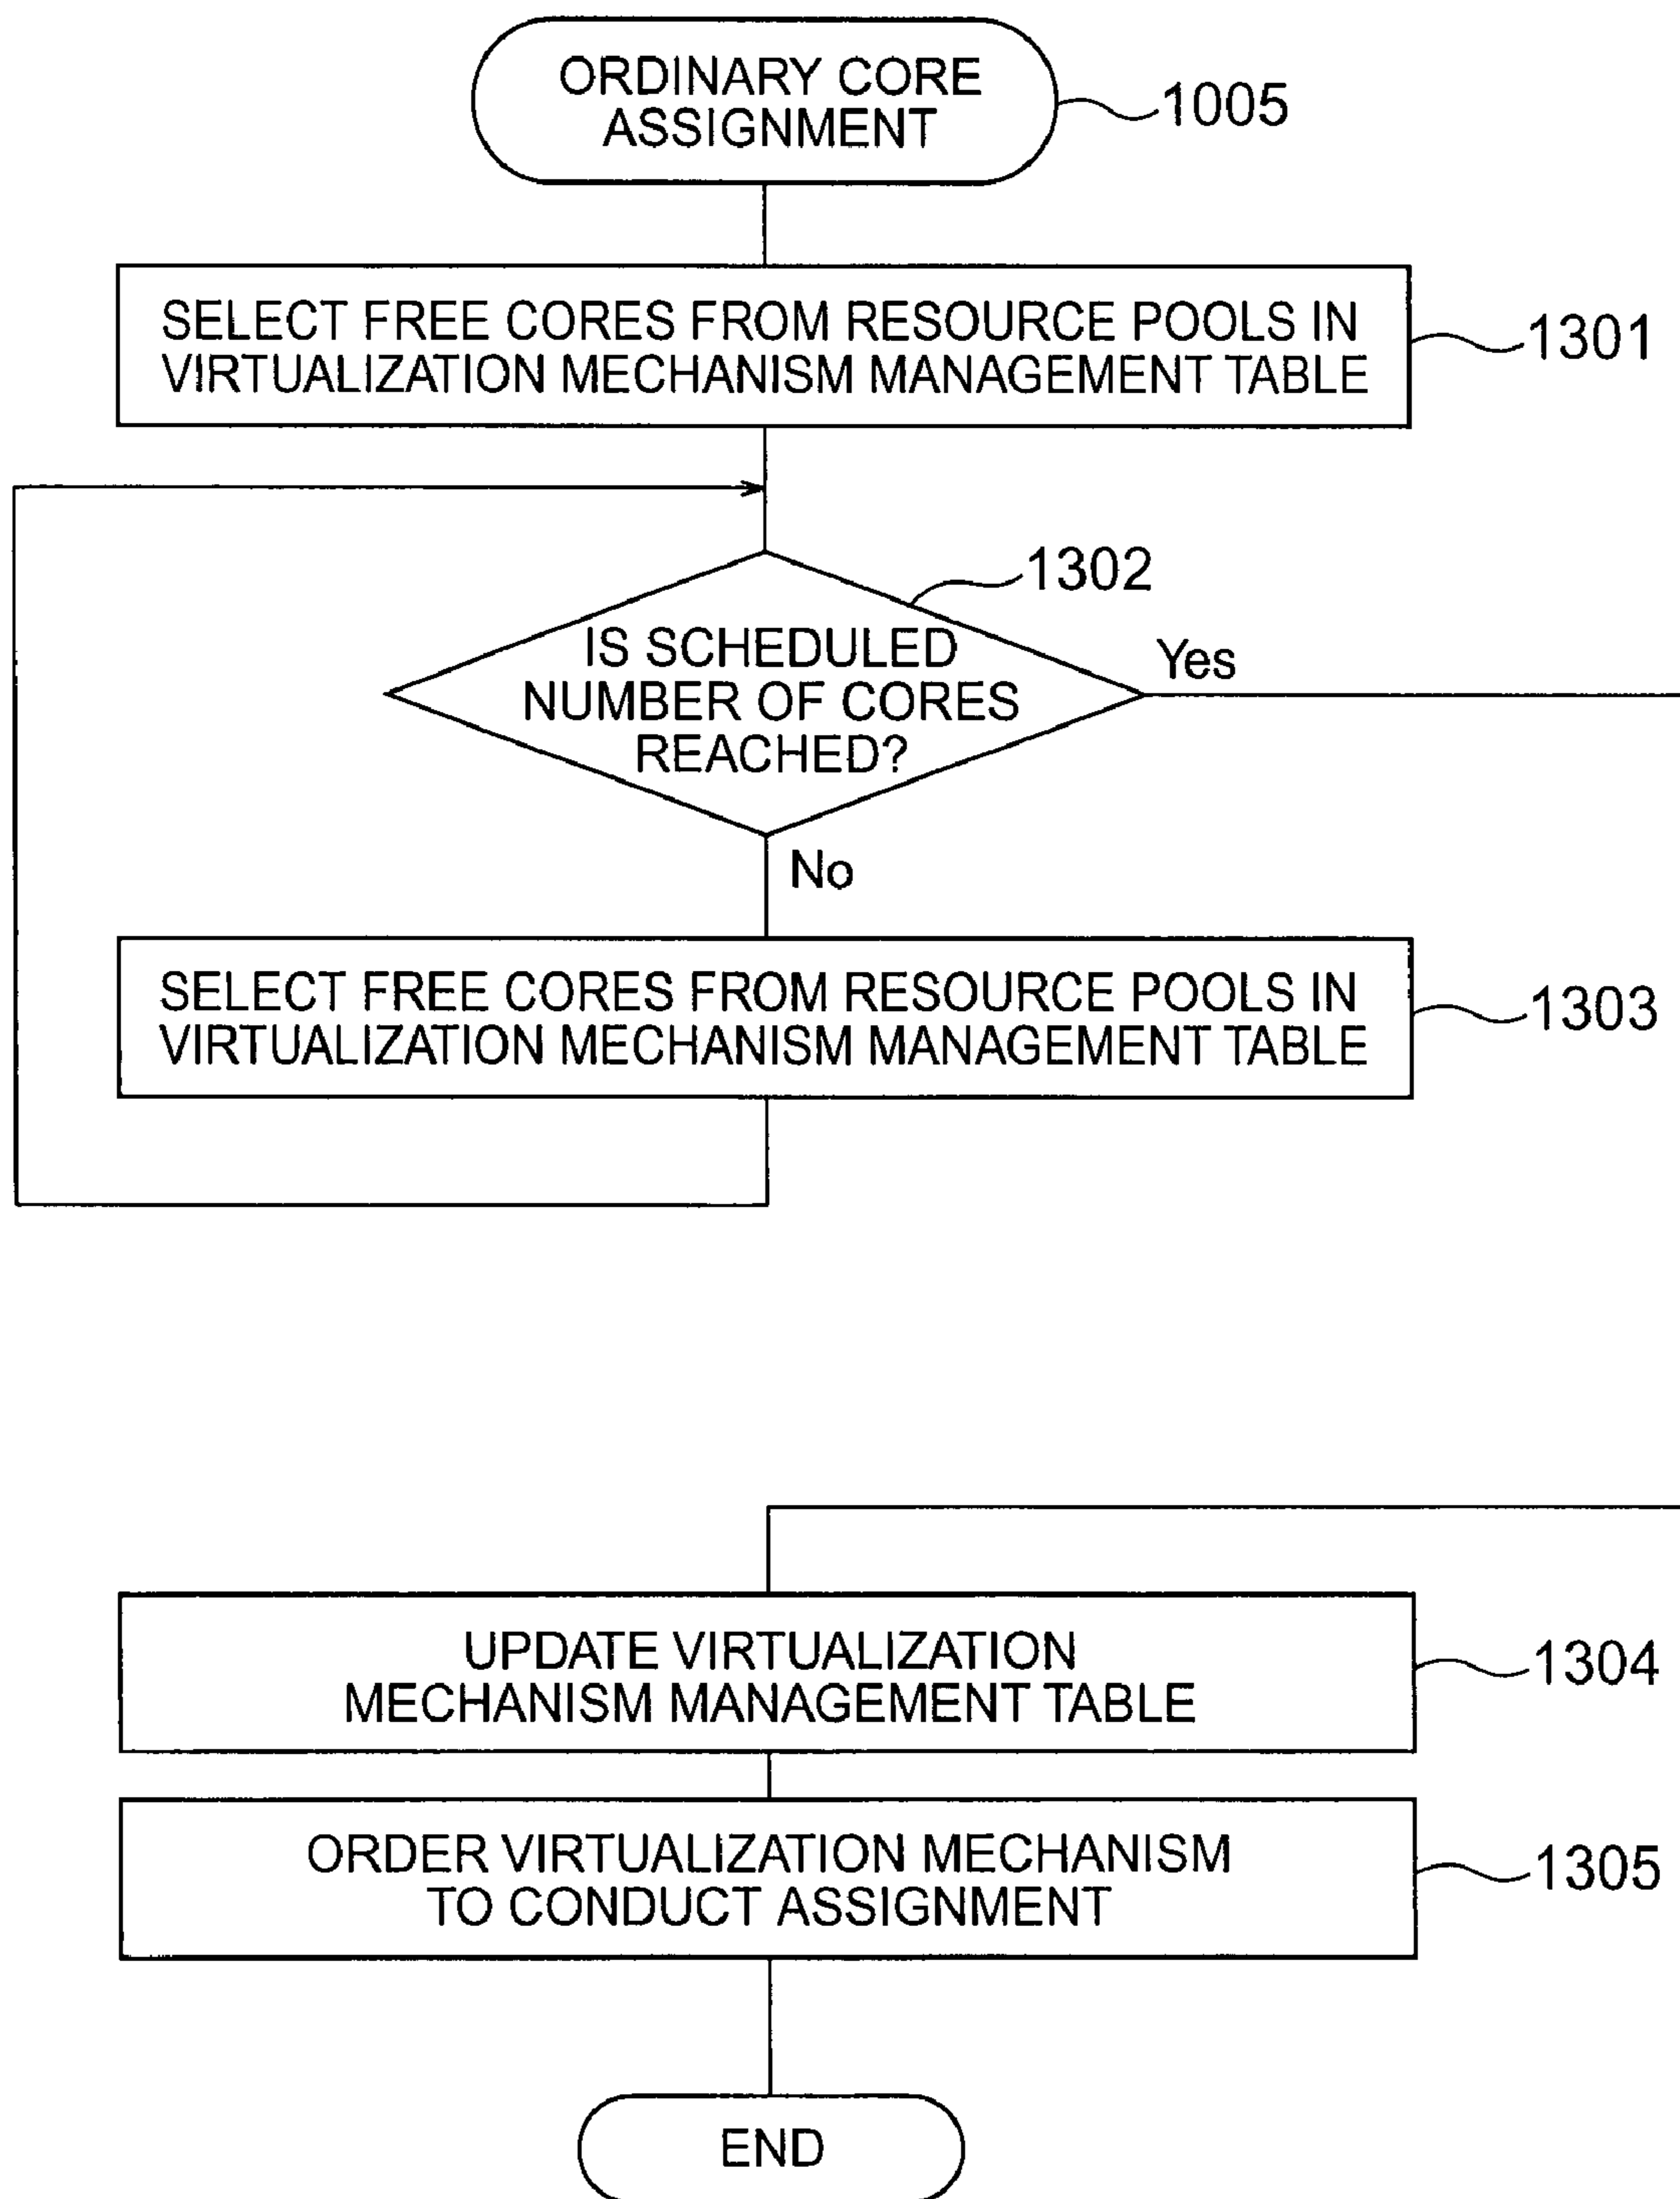 ORDINARY CORE
ASSIGNMENT
1005
SELECT FREE CORES FROM RESOURCE POOLS IN
VIRTUALIZATION MECHANISM MANAGEMENT TABLE
1301
1302
IS SCHEDULED
NUMBER OF CORES
REACHED?
Yes
No
SELECT FREE CORES FROM RESOURCE POOLS IN
VIRTUALIZATION MECHANISM MANAGEMENT TABLE
1303
UPDATE VIRTUALIZATION
MECHANISM MANAGEMENT TABLE
1304
ORDER VIRTUALIZATION MECHANISM
TO CONDUCT ASSIGNMENT
1305
END